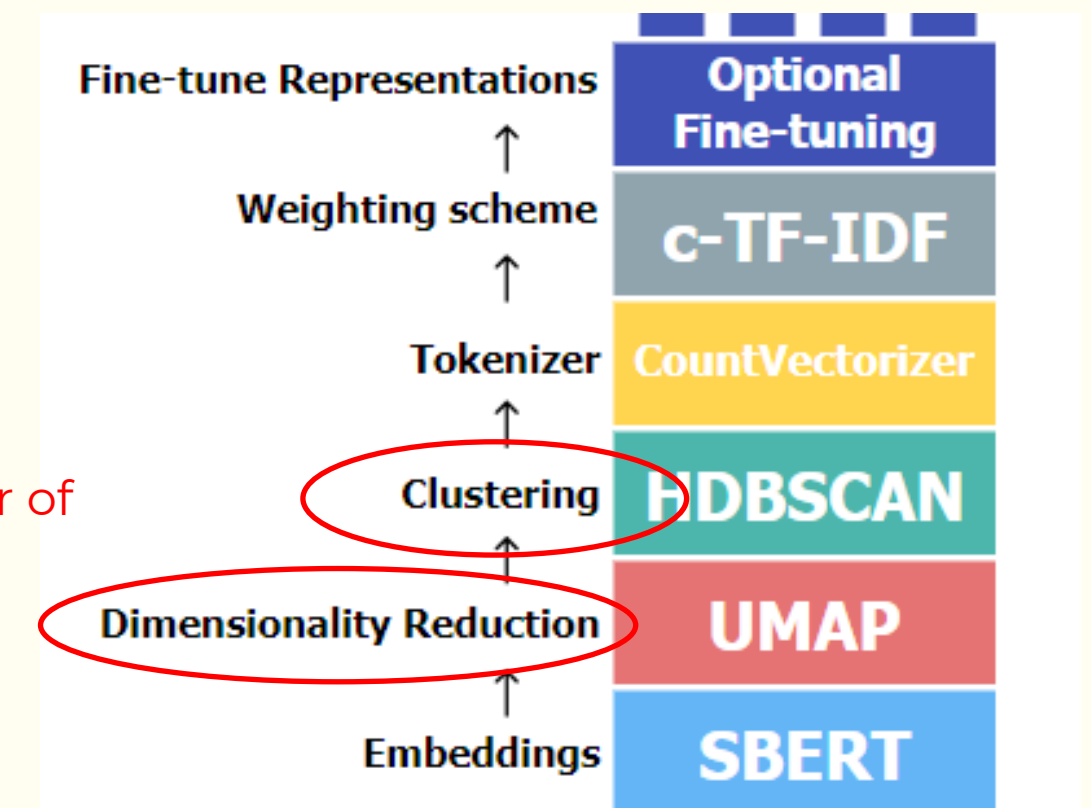 Fine-tune Representations
Optional
Fine-tuning
Weighting scheme
c-TF-IDF
Tokenizer
CountVectorizer
of
Clustering
HDBSCAN
Dimensionality Reduction
UMAP
Embeddings
SBERT